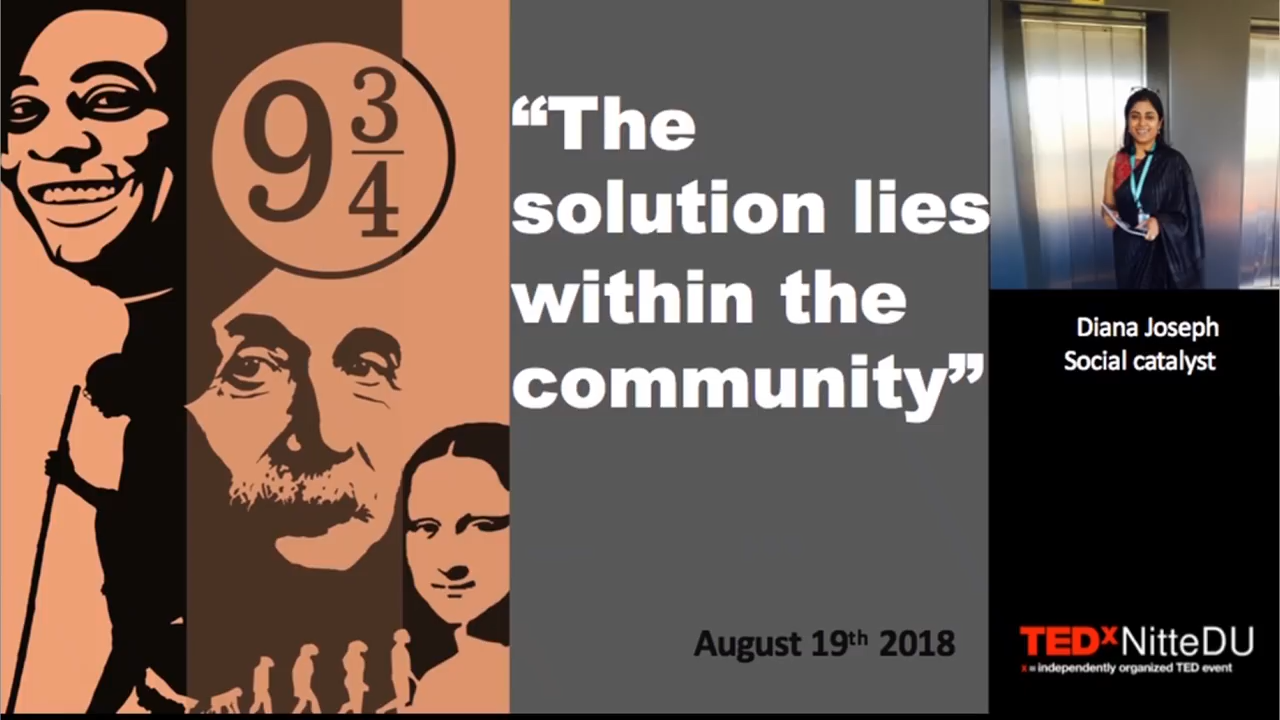 9 3/4
“The
solution lies
within the
community”
August 19th 2018
Diana Joseph
Social catalyst
TEDxNitteDU
x = independently organized TED event